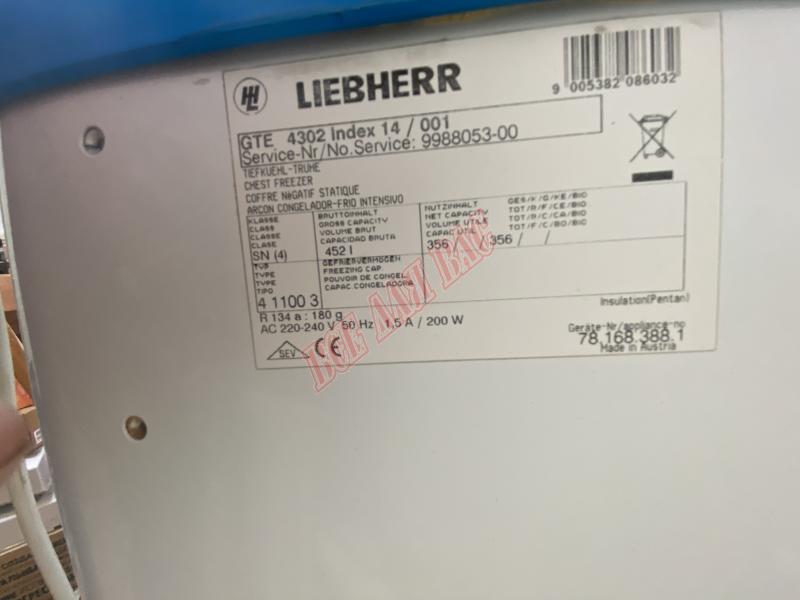 LIEBHERR
9 005382 086032
GTE 4302 Index 14 / 001
Service-Nr/No.Service: 9988053-00
TIEFKUEHL-TRUHE
CHEST FREEZER
COFFRE NéGATIF STATIQUE
ARCON CONGELADOR-FRIO INTENSIVO
KLASSE
CLASS
CLASSE
CLASE
SN (4)
BRUTTOINHALT
GROSS CAPACITY
VOLUME BRUT
CAPACIDAD BRUTA
452 l
NUTZINHALT
NET CAPACITY
VOLUME UTILE
CAPAC UTIL
GES/K/G/KE/BIO
TOT/R/F/CE/BIO
TOT/R/C/CA/BIO
TOT/F/C/BO/BIO
356 / /356 / /
TYP
TYPE
TYPE
TIPO
4 1100 3
GEFRIERVERMOGEN
FREEZING CAP.
POUVOIR DE CONGEL.
CAPAC.CONGELADORA
R 134 a : 180 g
AC 220-240 V 50 Hz 1,5 A / 200 W
Insulation(Pentan)
Geräte-Nr/appliance-no
78.168.388.1
Made in Austria
SEV CE
ECE AMI BAG